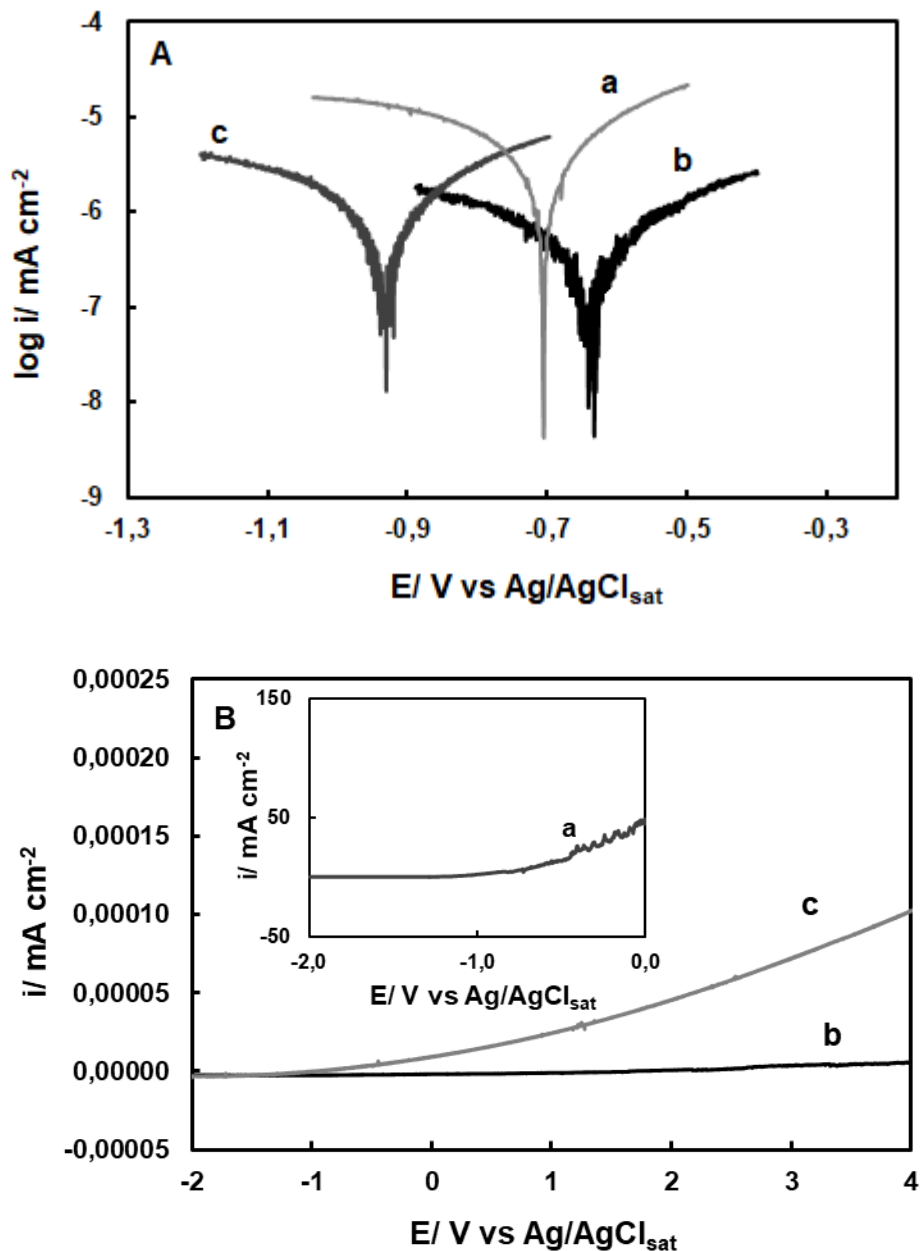 A
a
b
c
-4
-5
-6
-7
-8
-9
log i/ mA cm-2
-1,3 -1,1 -0,9 -0,7 -0,5 -0,3
E/ V vs Ag/AgClsat
B
0,00025
0,00020
0,00015
0,00010
0,00005
0,00000
-0,00005
i/ mA cm-2
150
50
-50
i/ mA cm-2
a
-2,0 -1,0 0,0
E/ V vs Ag/AgClsat
c
b
-2 -1 0 1 2 3 4
E/ V vs Ag/AgClsat